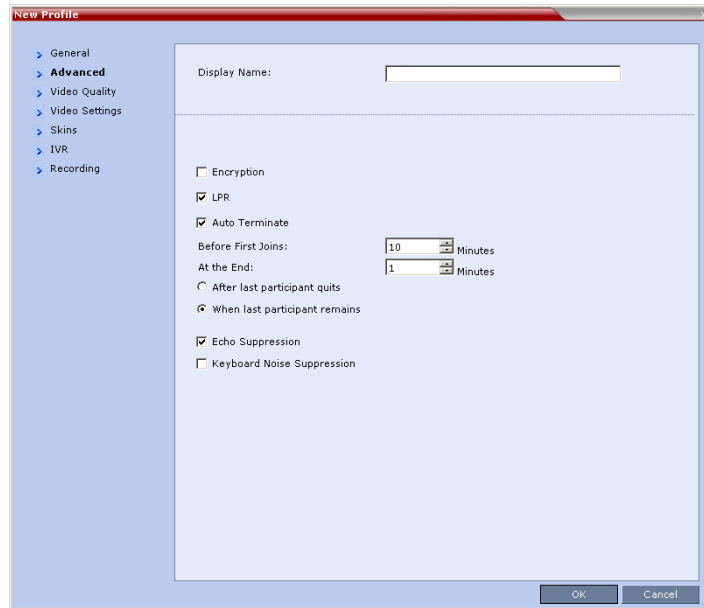 New Profile
General
Advanced
Video Quality
Video Settings
Skins
IVR
Recording
Display Name:
Encryption
LPR
Auto Terminate
Before First Joins: 10 Minutes
At the End: 1 Minutes
After last participant quits
When last participant remains
Echo Suppression
Keyboard Noise Suppression
OK Cancel